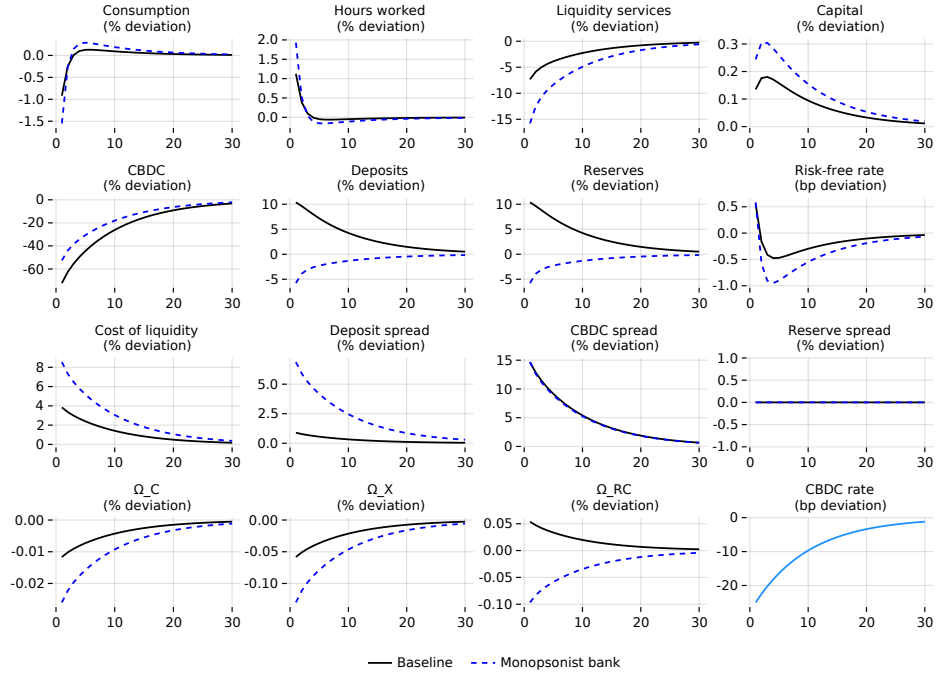 Consumption
(% deviation)
0.0
-0.5
-1.0
-1.5
0 10 20 30
Hours worked
(% deviation)
2.0
1.5
1.0
0.5
0.0
0 10 20 30
Liquidity services
(% deviation)
0
-5
-10
-15
0 10 20 30
Capital
(% deviation)
0.3
0.2
0.1
0.0
0 10 20 30
CBDC
(% deviation)
0
-20
-40
-60
0 10 20 30
Deposits
(% deviation)
10
5
0
-5
0 10 20 30
Reserves
(% deviation)
10
5
0
-5
0 10 20 30
Risk-free rate
(bp deviation)
0.5
0.0
-0.5
-1.0
0 10 20 30
Cost of liquidity
(% deviation)
8
6
4
2
0
0 10 20 30
Deposit spread
(% deviation)
5.0
2.5
0.0
0 10 20 30
CBDC spread
(% deviation)
15
10
5
0
0 10 20 30
Reserve spread
(% deviation)
1.0
0.5
0.0
-0.5
-1.0
0 10 20 30
Ω_C
(% deviation)
0.00
-0.01
-0.02
0 10 20 30
Ω_X
(% deviation)
0.00
-0.05
-0.10
0 10 20 30
Ω_RC
(% deviation)
0.05
0.00
-0.05
-0.10
0 10 20 30
CBDC rate
(bp deviation)
0
-10
-20
0 10 20 30
Baseline
Monopsonist bank